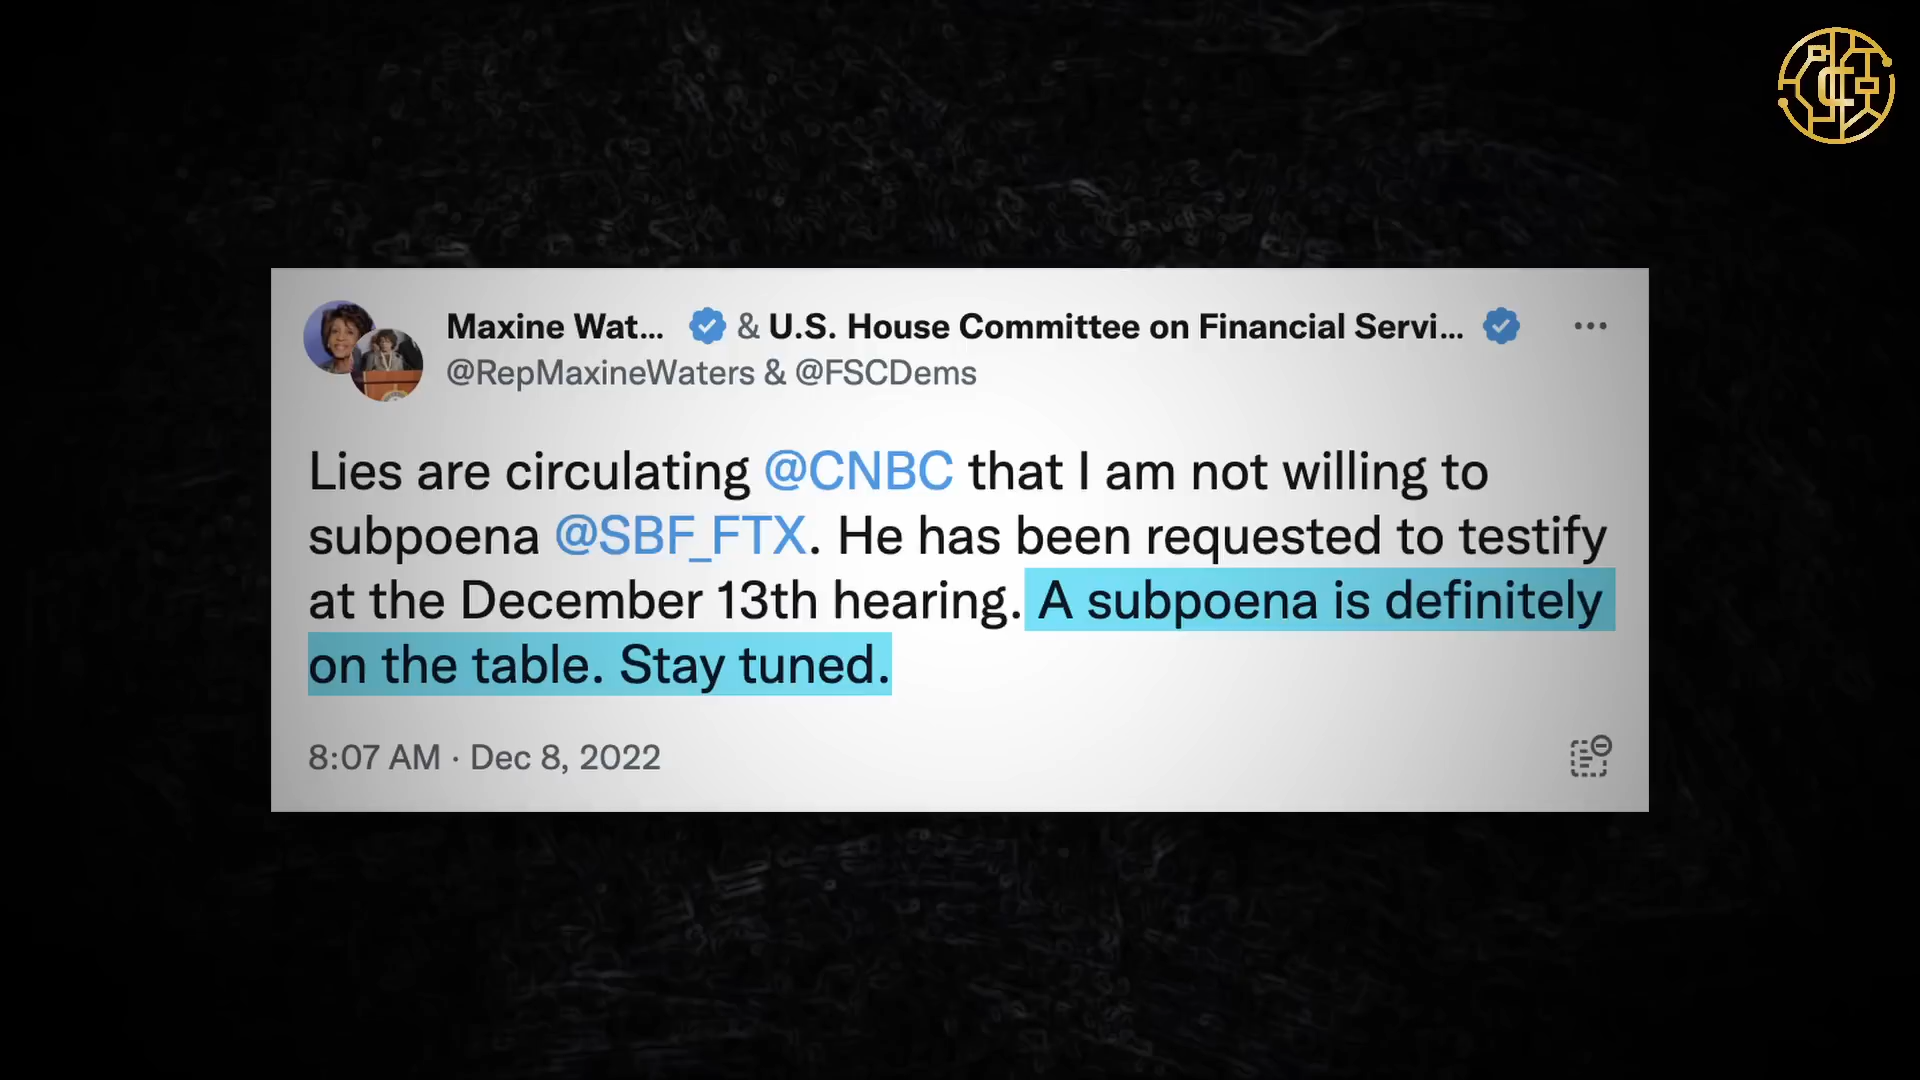 Maxine Wat... & U.S. House Committee on Financial Servi...
@RepMaxineWaters & @FSCDems
Lies are circulating @CNBC that I am not willing to
subpoena @SBF_FTX. He has been requested to testify
at the December 13th hearing. A subpoena is definitely
on the table. Stay tuned.
8:07 AM · Dec 8, 2022